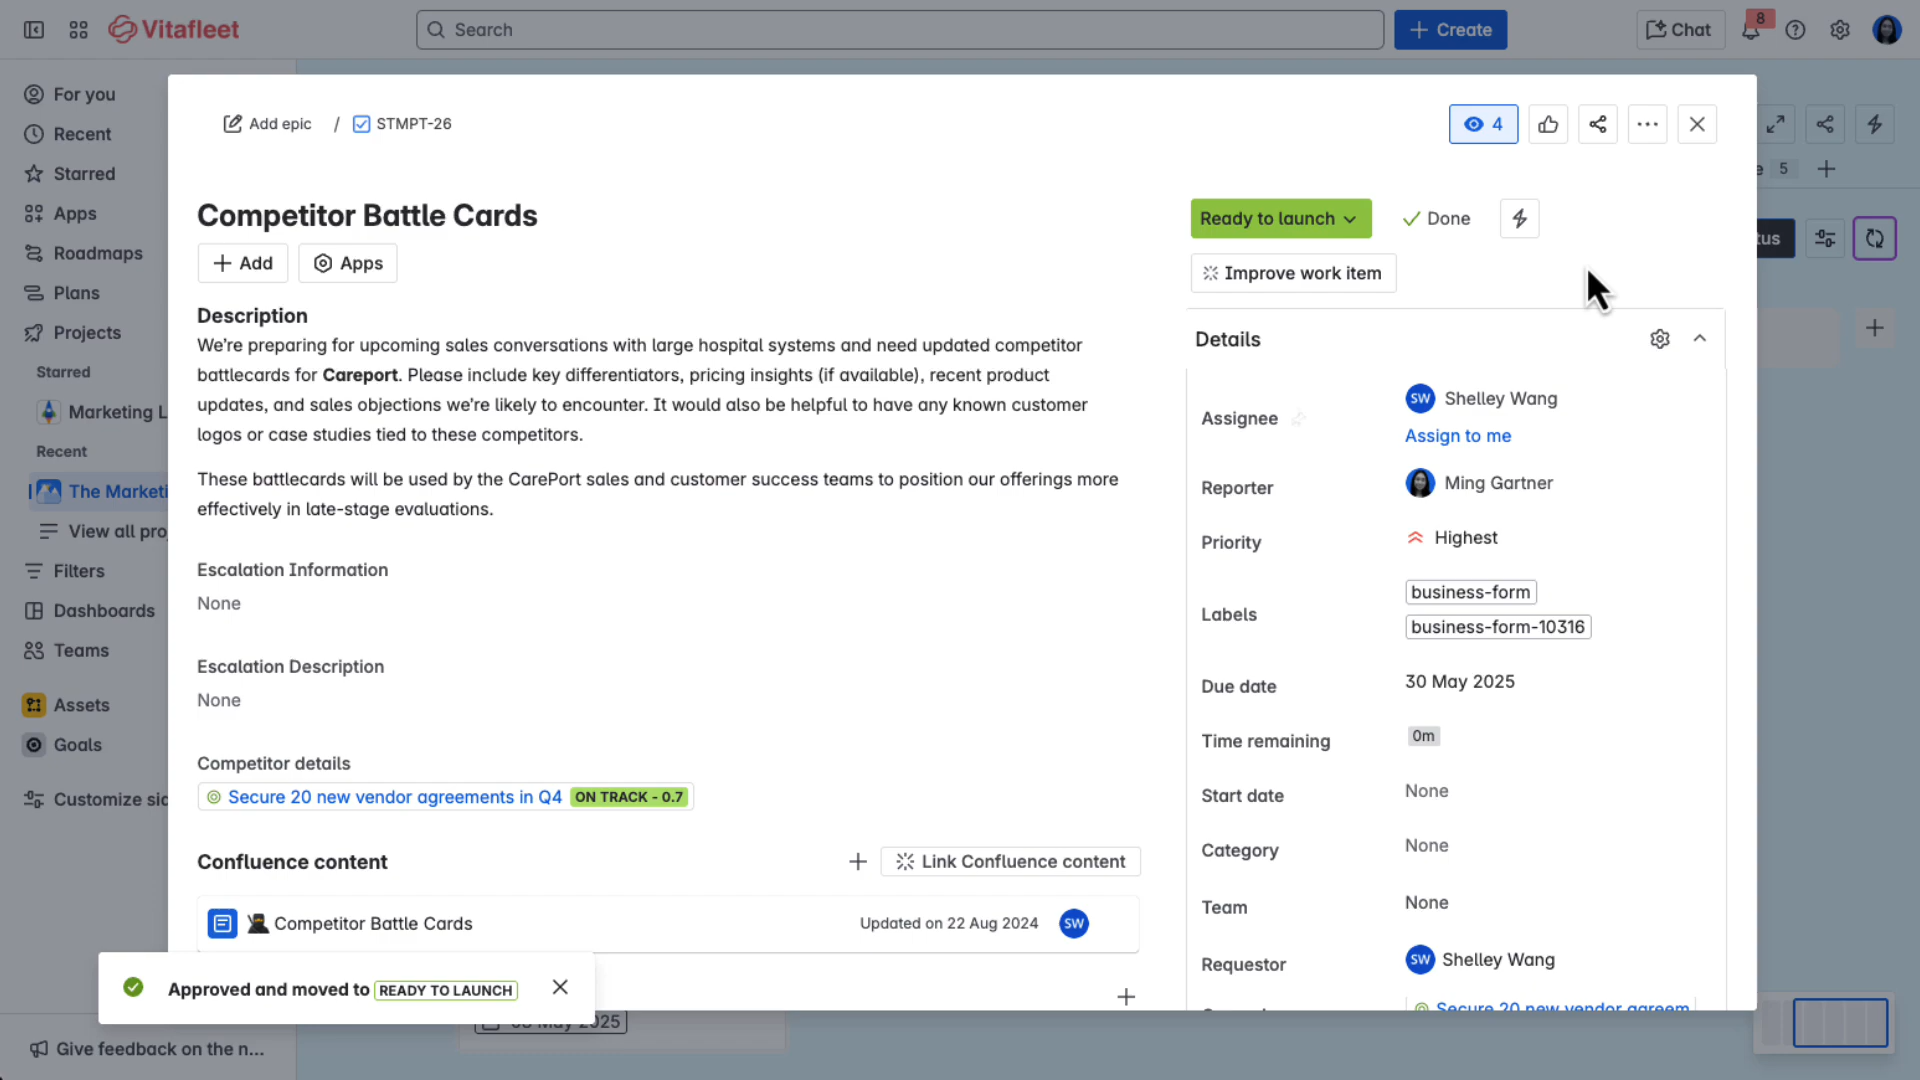 Vitafleet
Search
Create
Chat
8
For you
Recent
Starred
Apps
Roadmaps
Plans
Projects
Starred
Marketing L
Recent
The Marketi
View all pro
Filters
Dashboards
Teams
Assets
Goals
Customize sid
Give feedback on the n...
Add epic / STMPT-26
4
Competitor Battle Cards
Add
Apps
Description
We're preparing for upcoming sales conversations with large hospital systems and need updated competitor
battlecards for Careport. Please include key differentiators, pricing insights (if available), recent product
updates, and sales objections we're likely to encounter. It would also be helpful to have any known customer
logos or case studies tied to these competitors.
These battlecards will be used by the CarePort sales and customer success teams to position our offerings more
effectively in late-stage evaluations.
Escalation Information
None
Escalation Description
None
Competitor details
Secure 20 new vendor agreements in Q4 ON TRACK - 0.7
Confluence content
Link Confluence content
Competitor Battle Cards
Updated on 22 Aug 2024
SW
Approved and moved to READY TO LAUNCH
May 2025
Ready to launch
Done
Improve work item
Details
Assignee
SW Shelley Wang
Assign to me
Reporter
Ming Gartner
Priority
Highest
Labels
business-form
business-form-10316
Due date
30 May 2025
Time remaining
0m
Start date
None
Category
None
Team
None
Requestor
SW Shelley Wang
Secure 20 new vendor agreem
e 5
tus